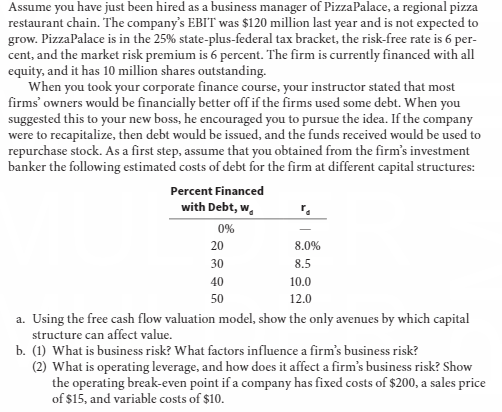 Assume you have just been hired as a business manager of PizzaPalace, a regional pizza
restaurant chain. The company's EBIT was $120 million last year and is not expected to
grow. PizzaPalace is in the 25% state-plus-federal tax bracket, the risk-free rate is 6 per-
cent, and the market risk premium is 6 percent. The firm is currently financed with all
equity, and it has 10 million shares outstanding.
When you took your corporate finance course, your instructor stated that most
firms' owners would be financially better off if the firms used some debt. When you
suggested this to your new boss, he encouraged you to pursue the idea. If the company
were to recapitalize, then debt would be issued, and the funds received would be used to
repurchase stock. As a first step, assume that you obtained from the firm's investment
banker the following estimated costs of debt for the firm at different capital structures:
Percent Financed
with Debt, w_d r_d
0% —
20 8.0%
30 8.5
40 10.0
50 12.0
a. Using the free cash flow valuation model, show the only avenues by which capital
structure can affect value.
b. (1) What is business risk? What factors influence a firm's business risk?
(2) What is operating leverage, and how does it affect a firm's business risk? Show
the operating break-even point if a company has fixed costs of $200, a sales price
of $15, and variable costs of $10.